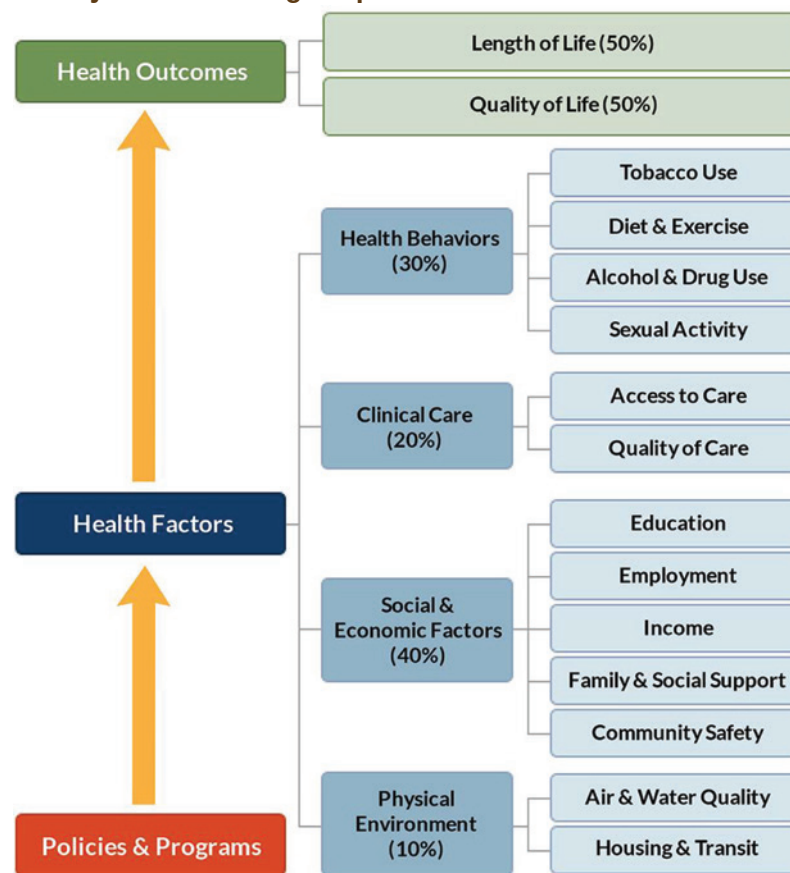 Health Outcomes
Length of Life (50%)
Quality of Life (50%)
Health Behaviors
(30%)
Tobacco Use
Diet & Exercise
Alcohol & Drug Use
Sexual Activity
Clinical Care
(20%)
Access to Care
Quality of Care
Health Factors
Social &
Economic Factors
(40%)
Education
Employment
Income
Family & Social Support
Community Safety
Physical
Environment
(10%)
Air & Water Quality
Housing & Transit
Policies & Programs